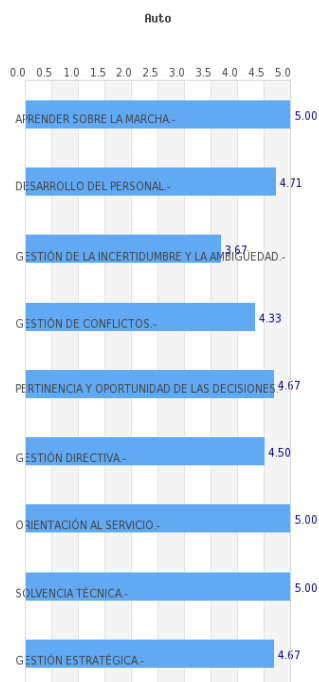 Auto
0.0 0.5 1.0 1.5 2.0 2.5 3.0 3.5 4.0 4.5 5.0
APRENDER SOBRE LA MARCHA.- 5.00
DESARROLLO DEL PERSONAL.- 4.71
GESTIÓN DE LA INCERTIDUMBRE Y LA AMBIGÜEDAD.- 3.67
GESTIÓN DE CONFLICTOS.- 4.33
PERTINENCIA Y OPORTUNIDAD DE LAS DECISIONES.- 4.67
GESTIÓN DIRECTIVA.- 4.50
ORIENTACIÓN AL SERVICIO.- 5.00
SOLVENCIA TÉCNICA.- 5.00
GESTIÓN ESTRATÉGICA.- 4.67